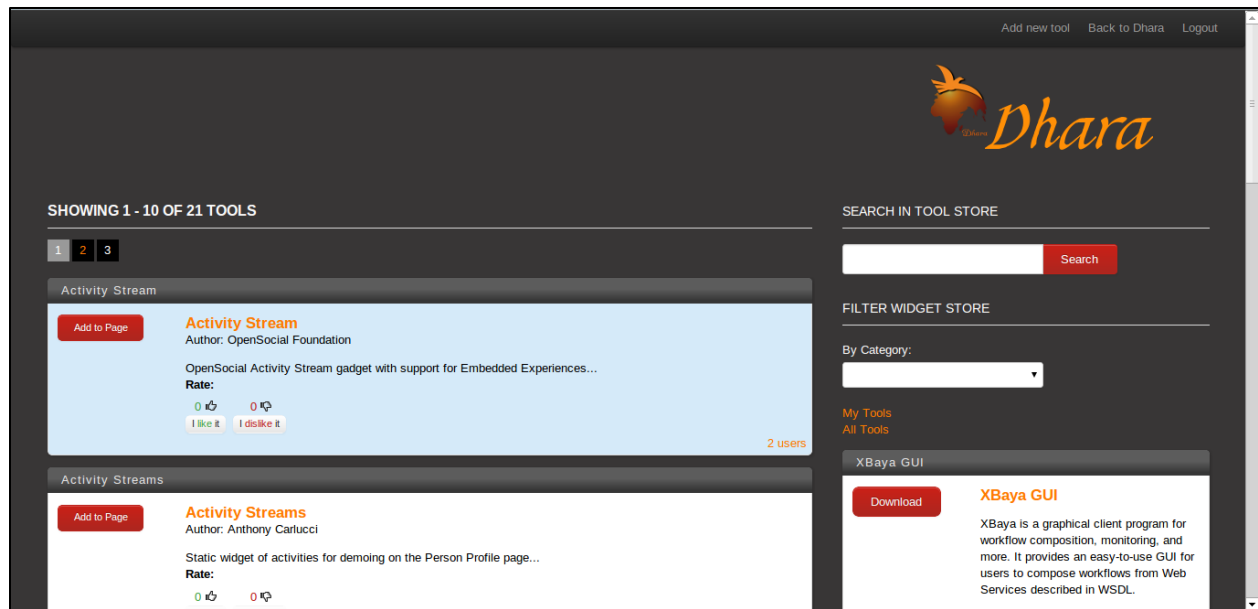 Add new tool Back to Dhara Logout
Dhara
Dhara
SHOWING 1 - 10 OF 21 TOOLS
1 2 3
Activity Stream
Add to Page
Activity Stream
Author: OpenSocial Foundation
OpenSocial Activity Stream gadget with support for Embedded Experiences...
Rate:
0 0
I like it I dislike it
2 users
Activity Streams
Add to Page
Activity Streams
Author: Anthony Carlucci
Static widget of activities for demoing on the Person Profile page...
Rate:
0 0
SEARCH IN TOOL STORE
Search
FILTER WIDGET STORE
By Category:
My Tools
All Tools
XBaya GUI
Download
XBaya GUI
XBaya is a graphical client program for
workflow composition, monitoring, and
more. It provides an easy-to-use GUI for
users to compose workflows from Web
Services described in WSDL.